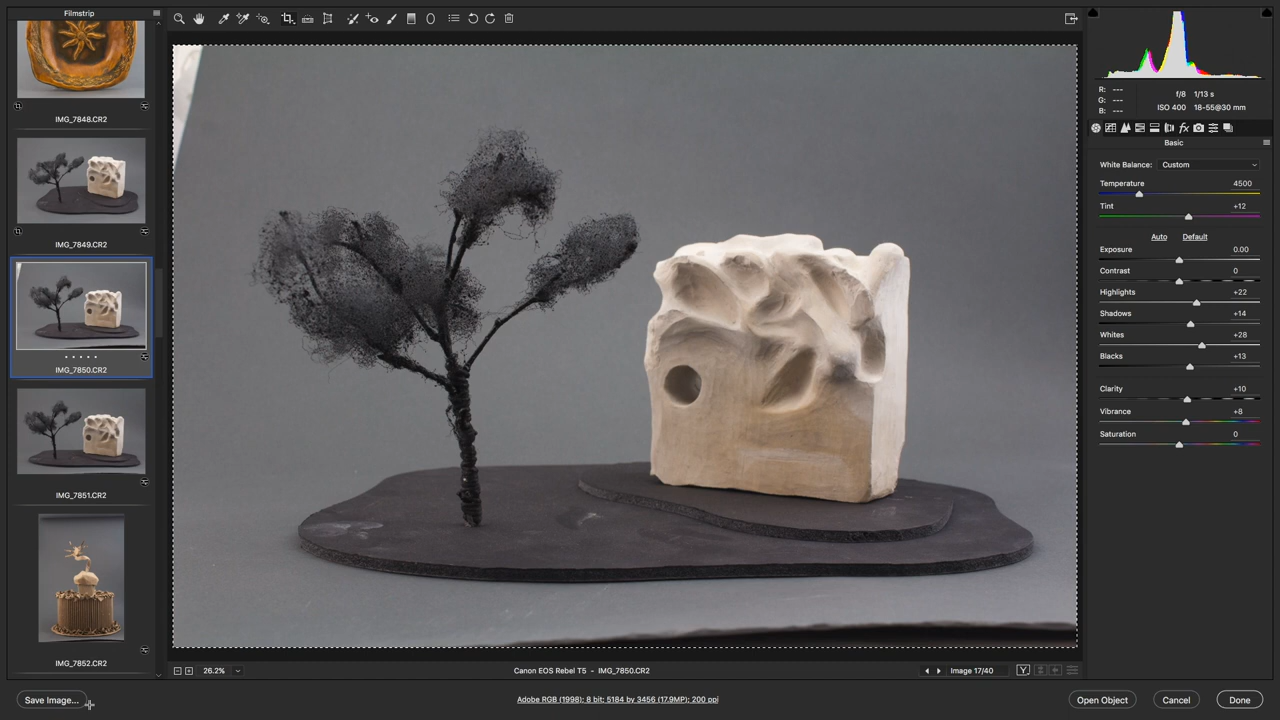 Filmstrip
IMG_7848.CR2
IMG_7849.CR2
IMG_7850.CR2
IMG_7851.CR2
IMG_7852.CR2
Save Image...
26.2%
Canon EOS Rebel T5 - IMG_7850.CR2
Y
Image 17/40
Adobe RGB (1998); 8 bit; 5184 by 3456 (17.9MP); 200 ppi
Open Object
Cancel
Done
R: ---
G: ---
B: ---
f/8 1/13 s
ISO 400 18-55@30 mm
fx
Basic
White Balance: Custom
Temperature 4500
Tint +12
Auto Default
Exposure 0.00
Contrast 0
Highlights +22
Shadows +14
Whites +28
Blacks +13
Clarity +10
Vibrance +8
Saturation 0